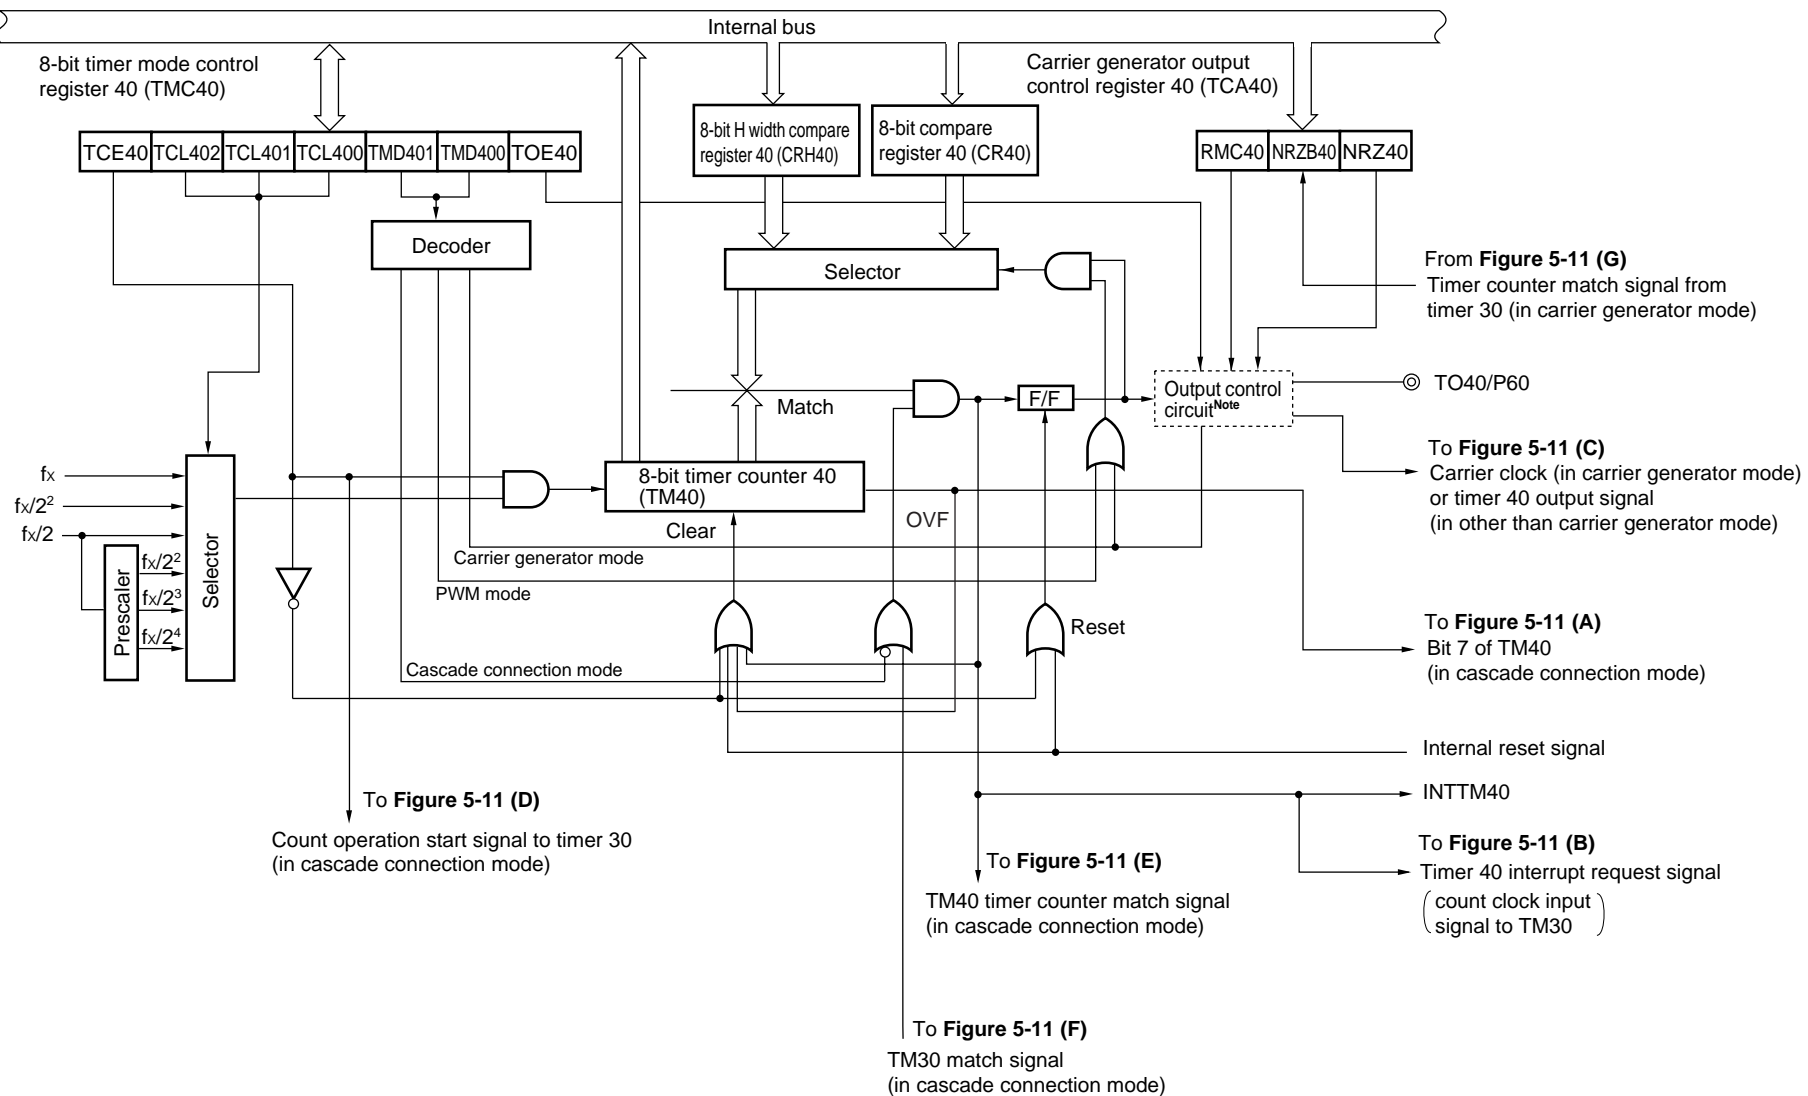 Internal bus
8-bit timer mode control
register 40 (TMC40)
Carrier generator output
control register 40 (TCA40)
8-bit H width compare
register 40 (CRH40)
8-bit compare
register 40 (CR40)
TCE40 TCL402 TCL401 TCL400 TMD401 TMD400 TOE40
RMC40 NRZB40 NRZ40
Decoder
Selector
From Figure 5-11 (G)
Timer counter match signal from
timer 30 (in carrier generator mode)
Match
F/F
Output control
circuitNote
TO40/P60
To Figure 5-11 (C)
Carrier clock (in carrier generator mode)
or timer 40 output signal
(in other than carrier generator mode)
fX
fX/2²
fX/2
Prescaler
fX/2²
fX/2³
fX/2⁴
Selector
8-bit timer counter 40
(TM40)
Clear
OVF
Carrier generator mode
PWM mode
Cascade connection mode
Reset
To Figure 5-11 (A)
Bit 7 of TM40
(in cascade connection mode)
Internal reset signal
INTTM40
To Figure 5-11 (D)
Count operation start signal to timer 30
(in cascade connection mode)
To Figure 5-11 (E)
TM40 timer counter match signal
(in cascade connection mode)
To Figure 5-11 (B)
Timer 40 interrupt request signal
(count clock input
signal to TM30)
To Figure 5-11 (F)
TM30 match signal
(in cascade connection mode)